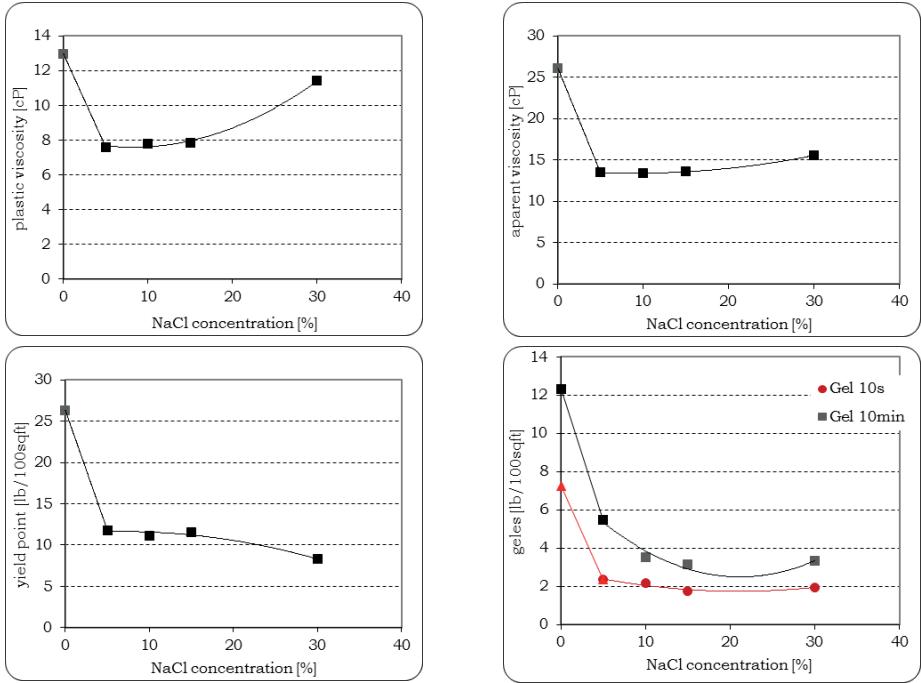 14
12
10
8
6
4
2
0
plastic viscosity [cP]
0 10 20 30 40
NaCl concentration [%]
30
25
20
15
10
5
0
aparent viscosity [cP]
0 10 20 30 40
NaCl concentration [%]
30
25
20
15
10
5
0
yield point [lb/100sqft]
0 10 20 30 40
NaCl concentration [%]
14
12
10
8
6
4
2
0
geles [lb/100sqft]
Gel 10s
Gel 10min
0 10 20 30 40
NaCl concentration [%]